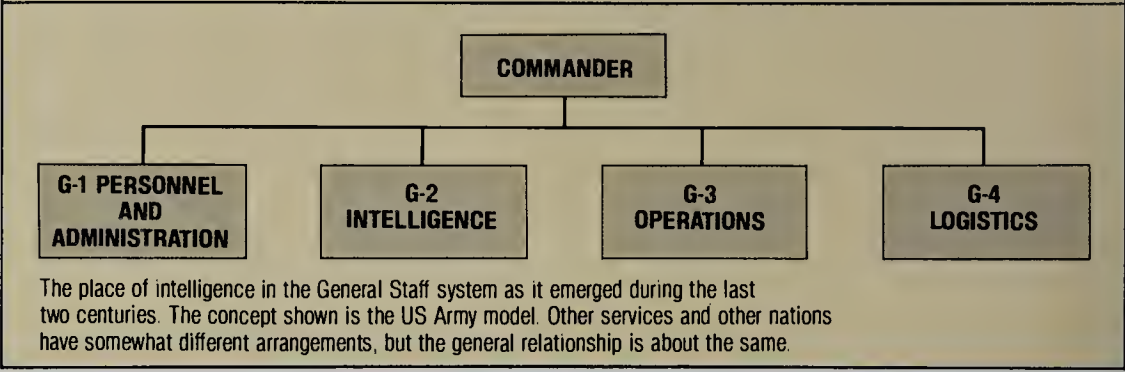 COMMANDER
G-1 PERSONNEL
AND
ADMINISTRATION
G-2
INTELLIGENCE
G-3
OPERATIONS
G-4
LOGISTICS
The place of intelligence in the General Staff system as it emerged during the last
two centuries. The concept shown is the US Army model. Other services and other nations
have somewhat different arrangements, but the general relationship is about the same.